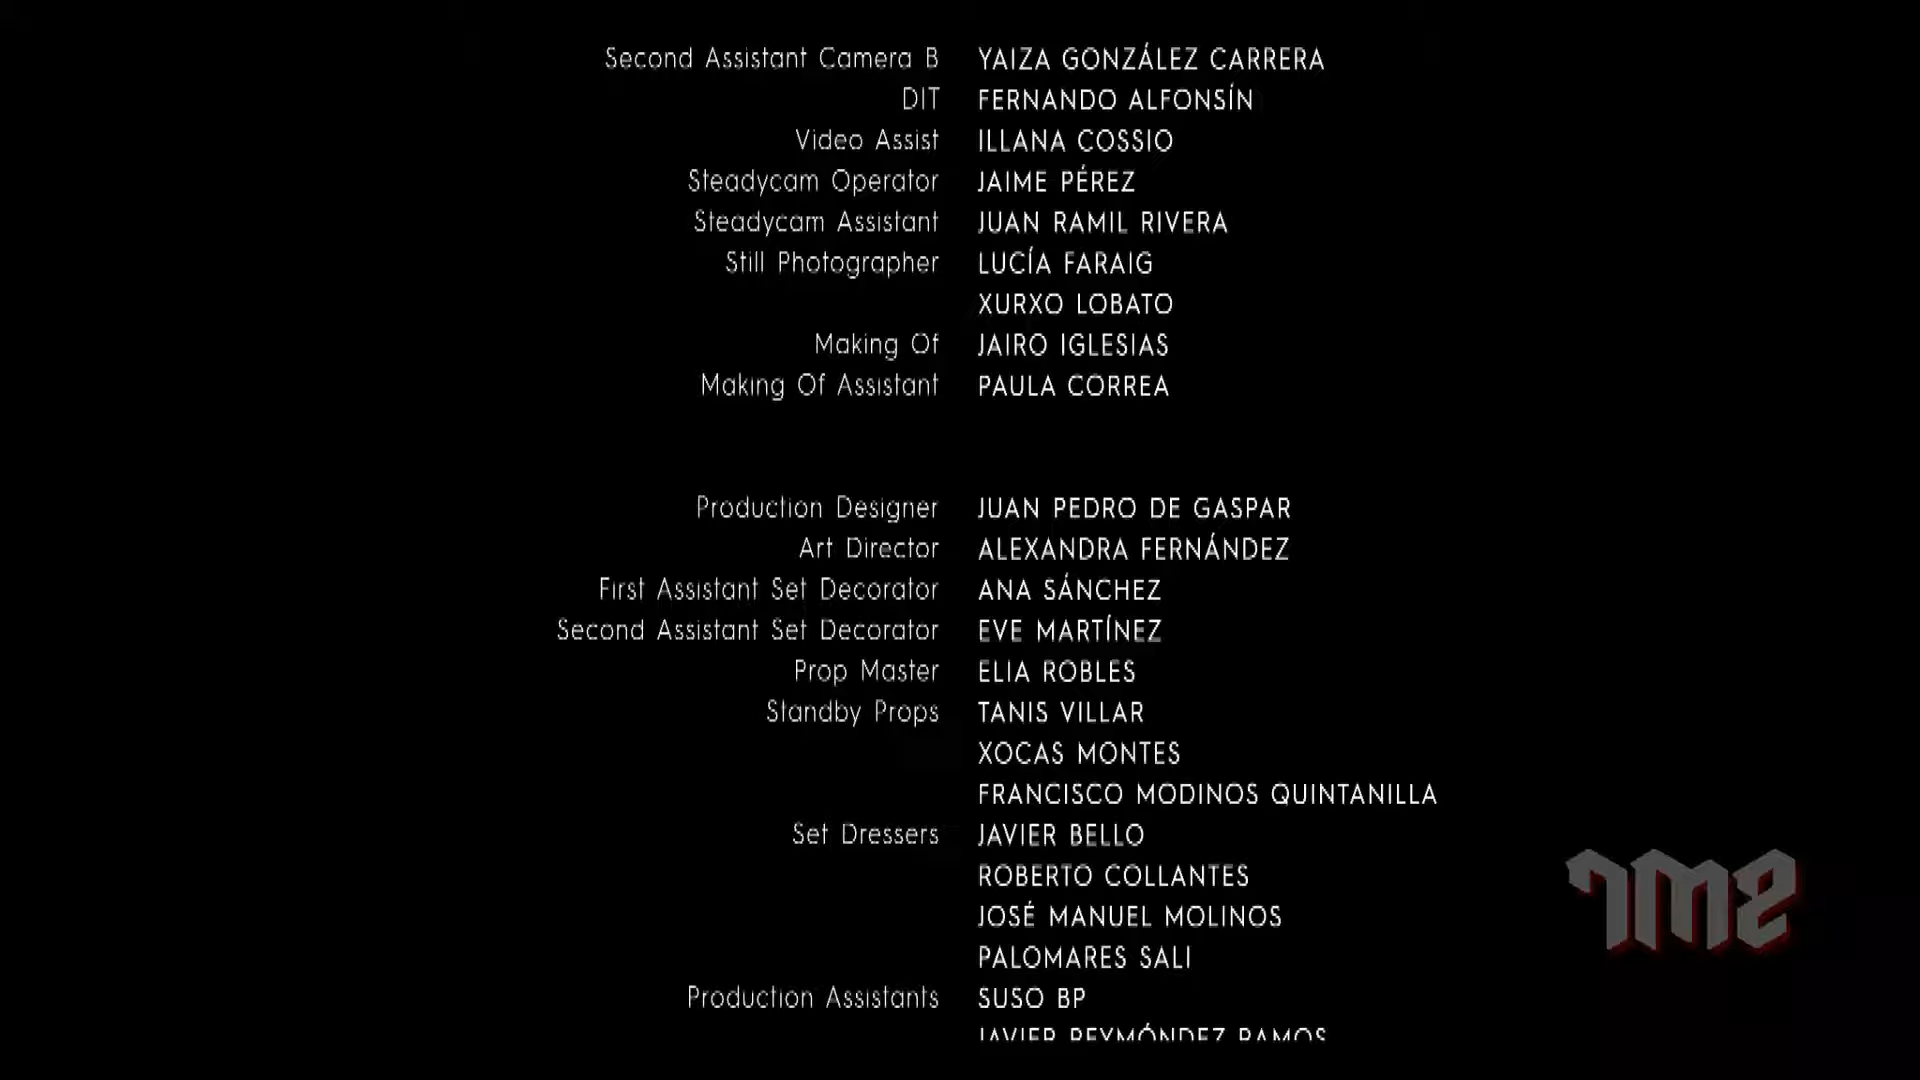 Second Assistant Camera B YAIZA GONZÁLEZ CARRERA
DIT FERNANDO ALFONSÍN
Video Assist ILLANA COSSIO
Steadycam Operator JAIME PÉREZ
Steadycam Assistant JUAN RAMIL RIVERA
Still Photographer LUCÍA FARAIG
XURXO LOBATO
Making Of JAIRO IGLESIAS
Making Of Assistant PAULA CORREA
Production Designer JUAN PEDRO DE GASPAR
Art Director ALEXANDRA FERNÁNDEZ
First Assistant Set Decorator ANA SÁNCHEZ
Second Assistant Set Decorator EVE MARTÍNEZ
Prop Master ELIA ROBLES
Standby Props TANIS VILLAR
XOCAS MONTES
FRANCISCO MODINOS QUINTANILLA
Set Dressers JAVIER BELLO
ROBERTO COLLANTES
JOSÉ MANUEL MOLINOS
PALOMARES SALI
Production Assistants SUSO BP
JAVIER REYMÓNDEZ RAMOS